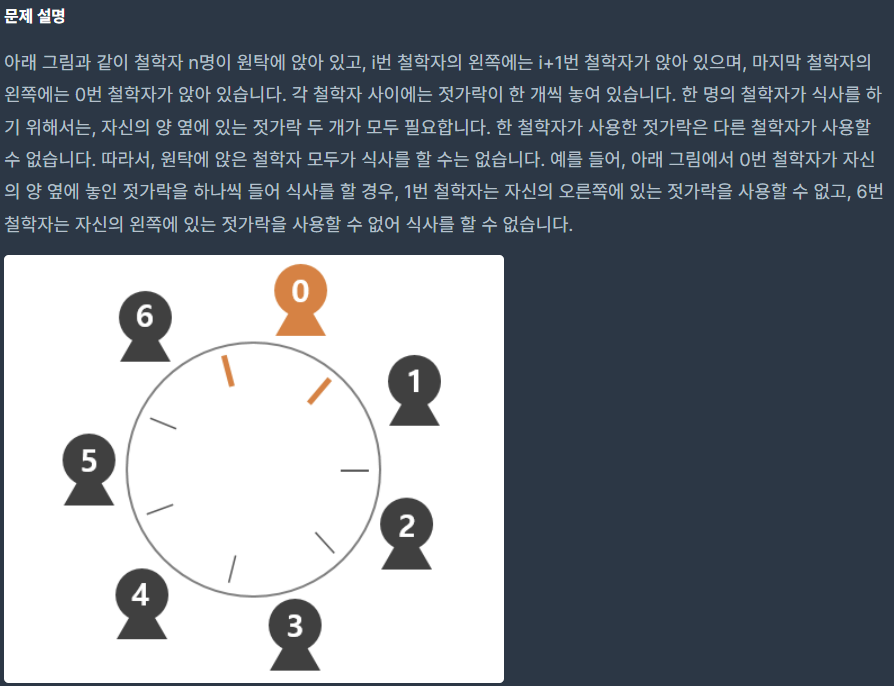 문제 설명
아래 그림과 같이 철학자 n명이 원탁에 앉아 있고, i번 철학자의 왼쪽에는 i+1번 철학자가 앉아 있으며, 마지막 철학자의
왼쪽에는 0번 철학자가 앉아 있습니다. 각 철학자 사이에는 젓가락이 한 개씩 놓여 있습니다. 한 명의 철학자가 식사를 하
기 위해서는, 자신의 양 옆에 있는 젓가락 두 개가 모두 필요합니다. 한 철학자가 사용한 젓가락은 다른 철학자가 사용할
수 없습니다. 따라서, 원탁에 앉은 철학자 모두가 식사를 할 수는 없습니다. 예를 들어, 아래 그림에서 0번 철학자가 자신
의 양 옆에 놓인 젓가락을 하나씩 들어 식사를 할 경우, 1번 철학자는 자신의 오른쪽에 있는 젓가락을 사용할 수 없고, 6번
철학자는 자신의 왼쪽에 있는 젓가락을 사용할 수 없어 식사를 할 수 없습니다.
0
6
1
5
2
4
3